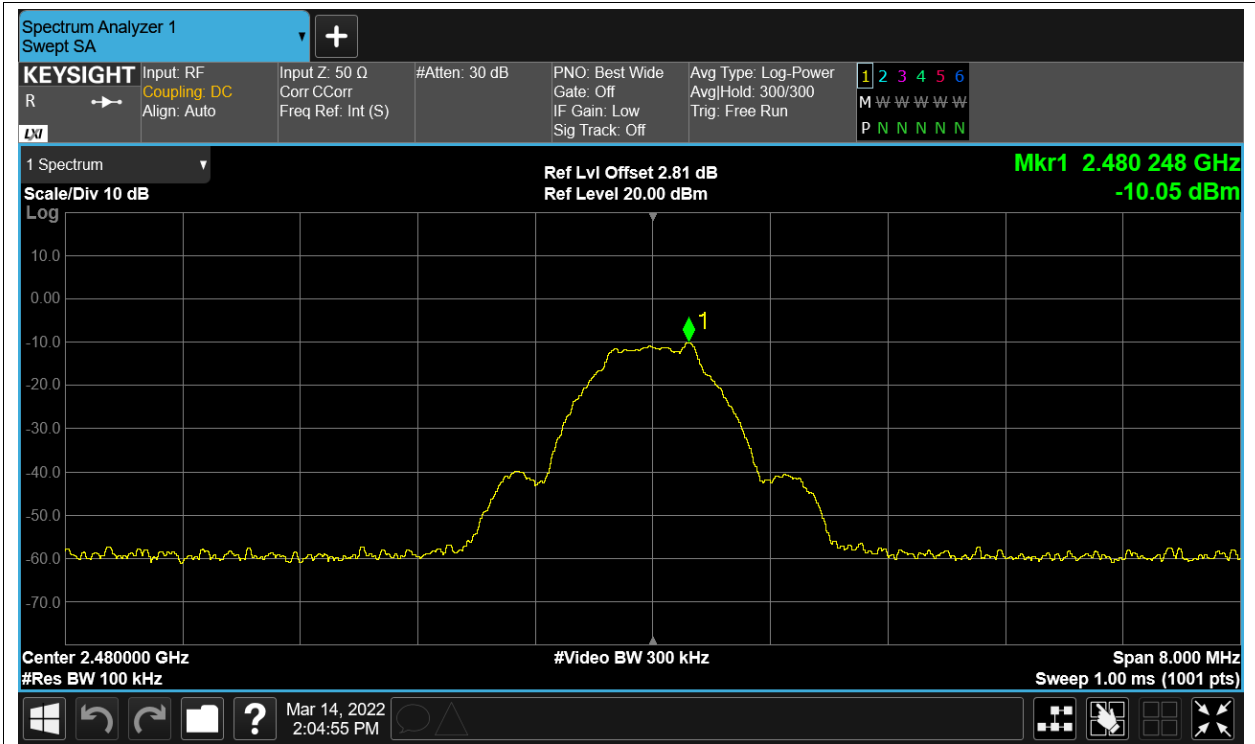 Spectrum Analyzer 1
Swept SA
KEYSIGHT
R
LXI
Input: RF
Coupling: DC
Align: Auto
Input Z: 50 Ω
Corr CCorr
Freq Ref: Int (S)
#Atten: 30 dB
PNO: Best Wide
Gate: Off
IF Gain: Low
Sig Track: Off
Avg Type: Log-Power
Avg|Hold: 300/300
Trig: Free Run
1 2 3 4 5 6
M W W W W W
P N N N N N
1 Spectrum
Scale/Div 10 dB
Log
Ref Lvl Offset 2.81 dB
Ref Level 20.00 dBm
Mkr1 2.480 248 GHz
-10.05 dBm
10.0
0.00
-10.0
-20.0
-30.0
-40.0
-50.0
-60.0
-70.0
1
Center 2.480000 GHz
#Res BW 100 kHz
#Video BW 300 kHz
Span 8.000 MHz
Sweep 1.00 ms (1001 pts)
?
Mar 14, 2022
2:04:55 PM